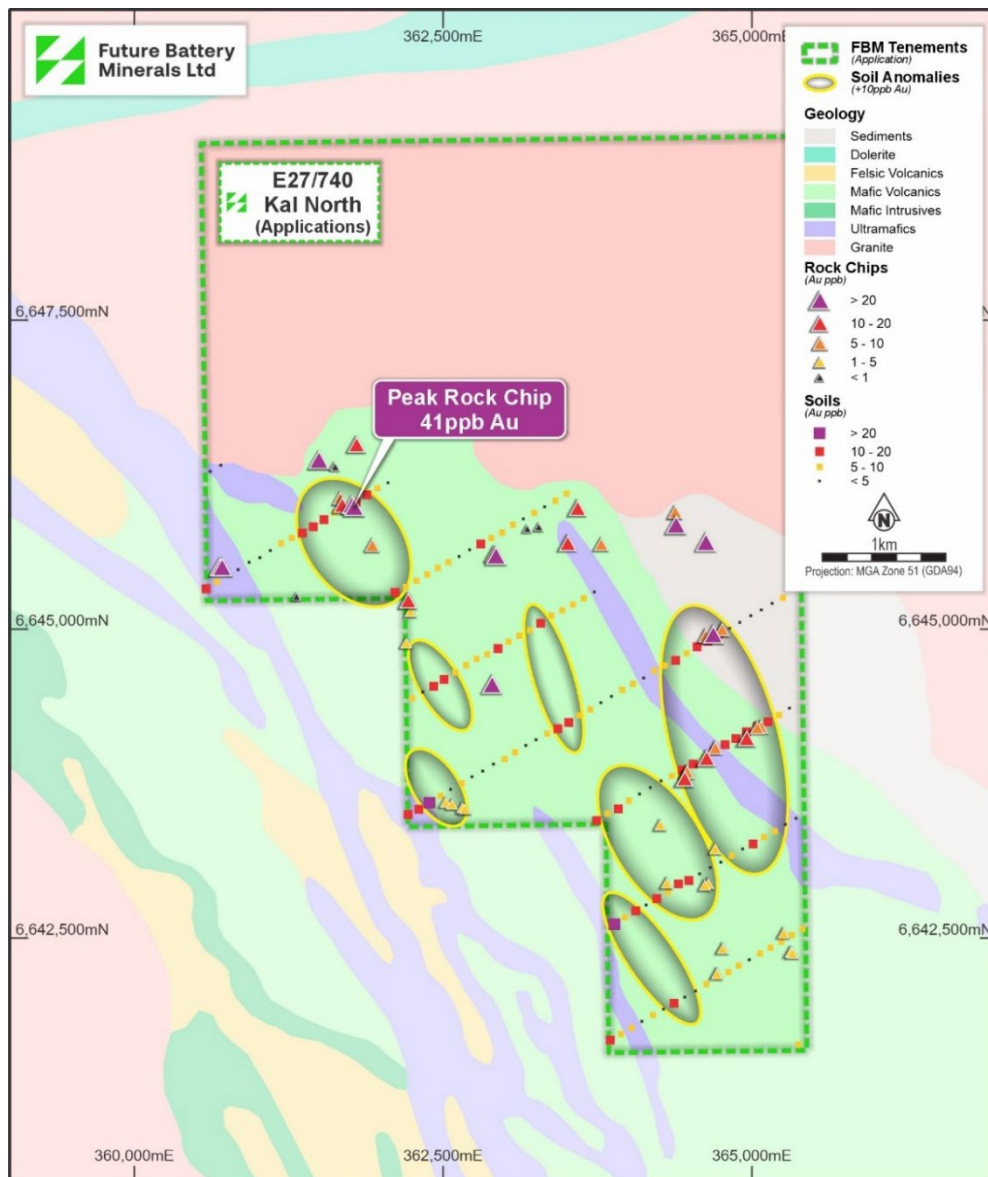 Future Battery
Minerals Ltd
362,500mE
365,000mE
FBM Tenements
(Application)
Soil Anomalies
(+10ppb Au)
Geology
Sediments
Dolerite
Felsic Volcanics
Mafic Volcanics
Mafic Intrusives
Ultramafics
Granite
Rock Chips
(Au ppb)
> 20
10 - 20
5 - 10
1 - 5
< 1
Soils
(Au ppb)
> 20
10 - 20
5 - 10
< 5
N
1km
Projection: MGA Zone 51 (GDA94)
E27/740
Kal North
(Applications)
6,647,500mN
Peak Rock Chip
41ppb Au
6,645,000mN
6,645,000mN
6,642,500mN
6,642,500mN
360,000mE
362,500mE
365,000mE